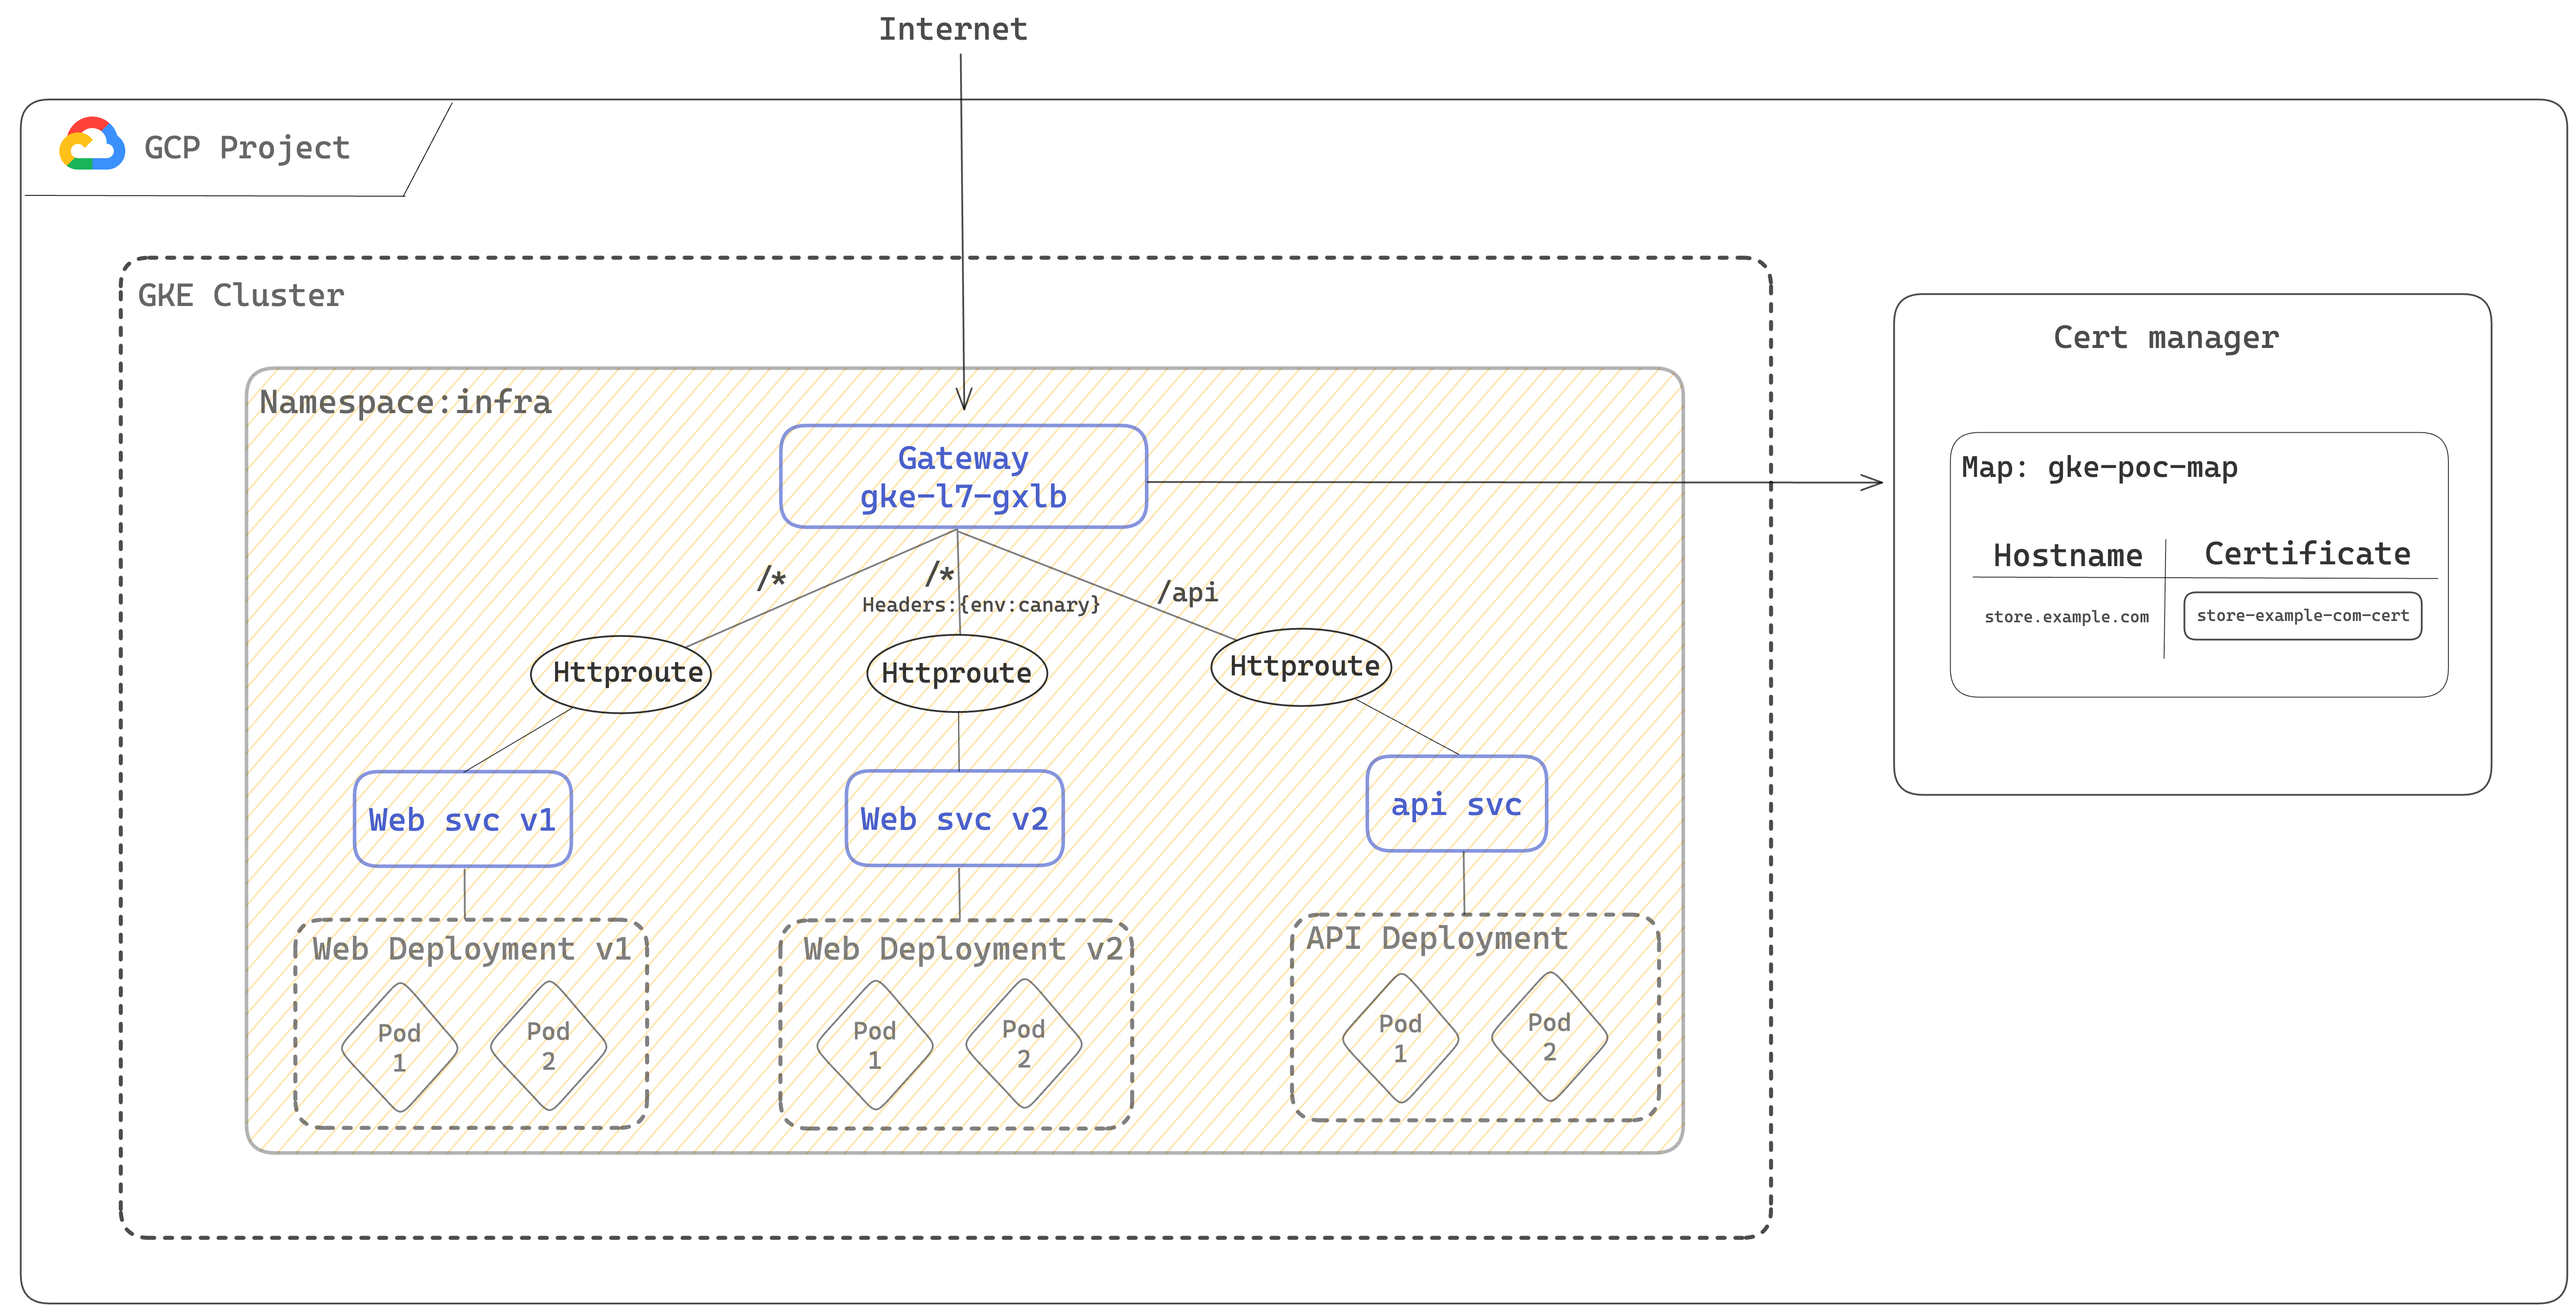 Internet
GCP Project
GKE Cluster
Namespace:infra
Gateway
gke-l7-gxlb
/*
/*
Headers:{env:canary}
/api
Httproute
Httproute
Httproute
Web svc v1
Web svc v2
api svc
Web Deployment v1
Pod
1
Pod
2
Web Deployment v2
Pod
1
Pod
2
API Deployment
Pod
1
Pod
2
Cert manager
Map: gke-poc-map
Hostname
Certificate
store.example.com
store-example-com-cert